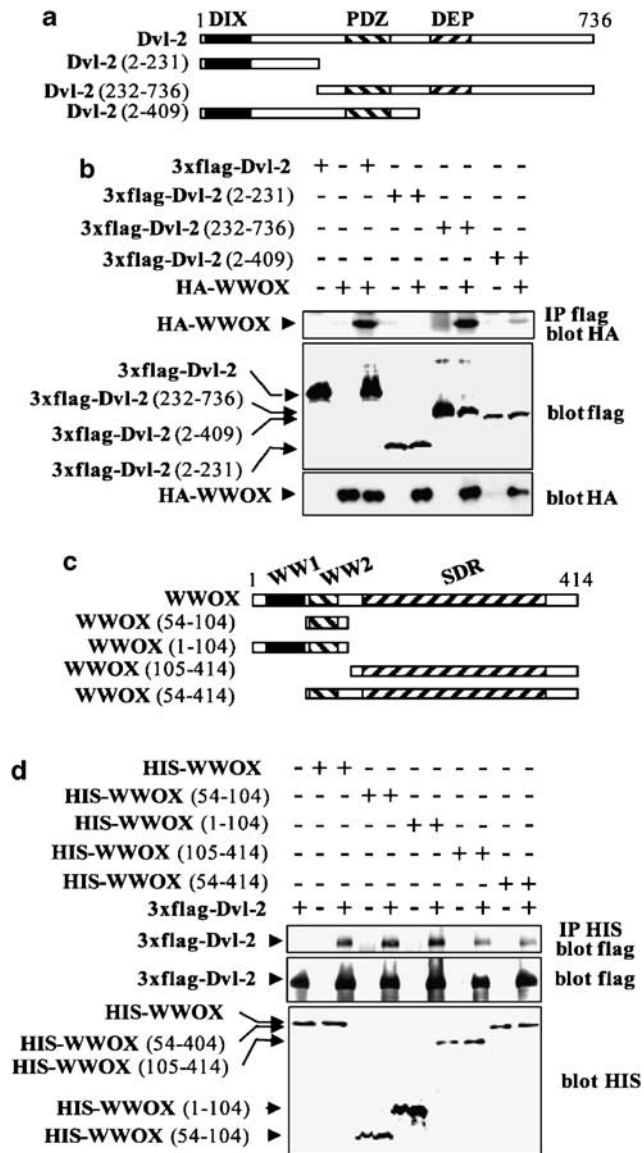 a
1 DIX PDZ DEP 736
Dvl-2
Dvl-2 (2-231)
Dvl-2 (232-736)
Dvl-2 (2-409)
b
3xflag-Dvl-2 + - + - - - - - -
3xflag-Dvl-2 (2-231) - - - + + - - - -
3xflag-Dvl-2 (232-736) - - - - - + + - -
3xflag-Dvl-2 (2-409) - - - - - - - + +
HA-WWOX - + + - + - + - +
HA-WWOX IP flag
blot HA
3xflag-Dvl-2
3xflag-Dvl-2 (232-736)
3xflag-Dvl-2 (2-409)
3xflag-Dvl-2 (2-231)
blot flag
HA-WWOX blot HA
c
1 WW1 WW2 SDR 414
WWOX
WWOX (54-104)
WWOX (1-104)
WWOX (105-414)
WWOX (54-414)
d
HIS-WWOX - + + - - - - - - - -
HIS-WWOX (54-104) - - - + + - - - - - -
HIS-WWOX (1-104) - - - - - + + - - - -
HIS-WWOX (105-414) - - - - - - - + + - -
HIS-WWOX (54-414) - - - - - - - - - + +
3xflag-Dvl-2 + - + - + - + - + - +
3xflag-Dvl-2 IP HIS
blot flag
3xflag-Dvl-2 blot flag
HIS-WWOX
HIS-WWOX (54-404)
HIS-WWOX (105-414)
blot HIS
HIS-WWOX (1-104)
HIS-WWOX (54-104)